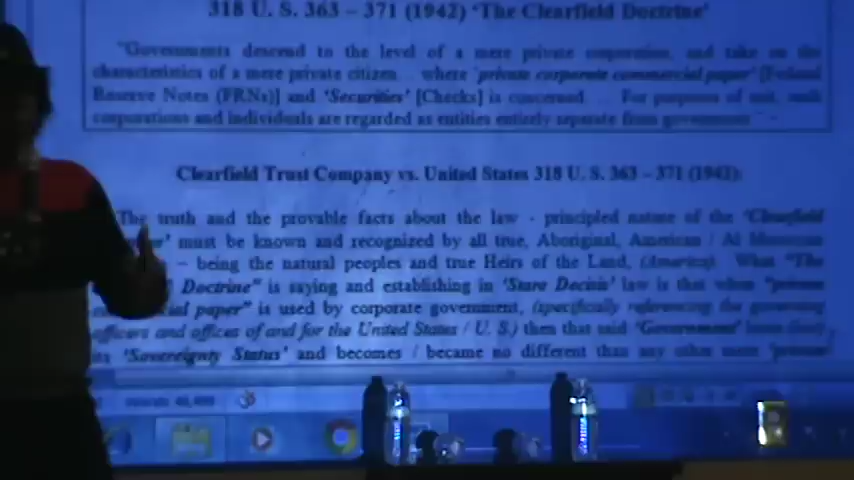 318 U. S. 363 – 371 (1942) 'The Clearfield Doctrine'
"Governments descend to the level of a mere private corporation, and take on the
characteristics of a mere private citizen . . where 'private corporate commercial paper' [Federal
Reserve Notes (FRNs)] and 'Securities' [Checks] is concerned. . . For purposes of suit, such
corporations and individuals are regarded as entities entirely separate from government." -
Clearfield Trust Company vs. United States 318 U. S. 363 – 371 (1942):
The truth and the provable facts about the law - principled nature of the 'Clearfield
must be known and recognized by all true, Aboriginal, American / Al Moroccan
– being the natural peoples and true Heirs of the Land, (America). What "The
Doctrine" is saying and establishing in 'Stare Decisis' law is that when "private
paper" is used by corporate government, (specifically referencing the governing
officers and offices of and for the United States / U. S.) then that said 'Government'
its 'Sovereignty Status' and becomes / became no different than any other mere 'private